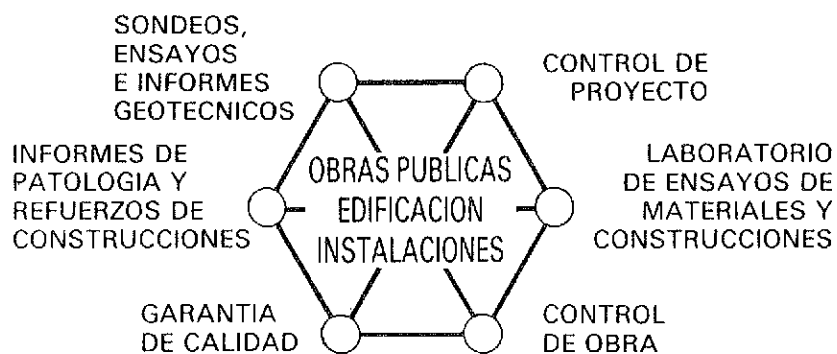 SONDEOS,
ENSAYOS
E INFORMES
GEOTECNICOS
CONTROL DE
PROYECTO
INFORMES DE
PATOLOGIA Y
REFUERZOS DE
CONSTRUCCIONES
OBRAS PUBLICAS
EDIFICACION
INSTALACIONES
LABORATORIO
DE ENSAYOS DE
MATERIALES Y
CONSTRUCCIONES
GARANTIA
DE CALIDAD
CONTROL
DE OBRA